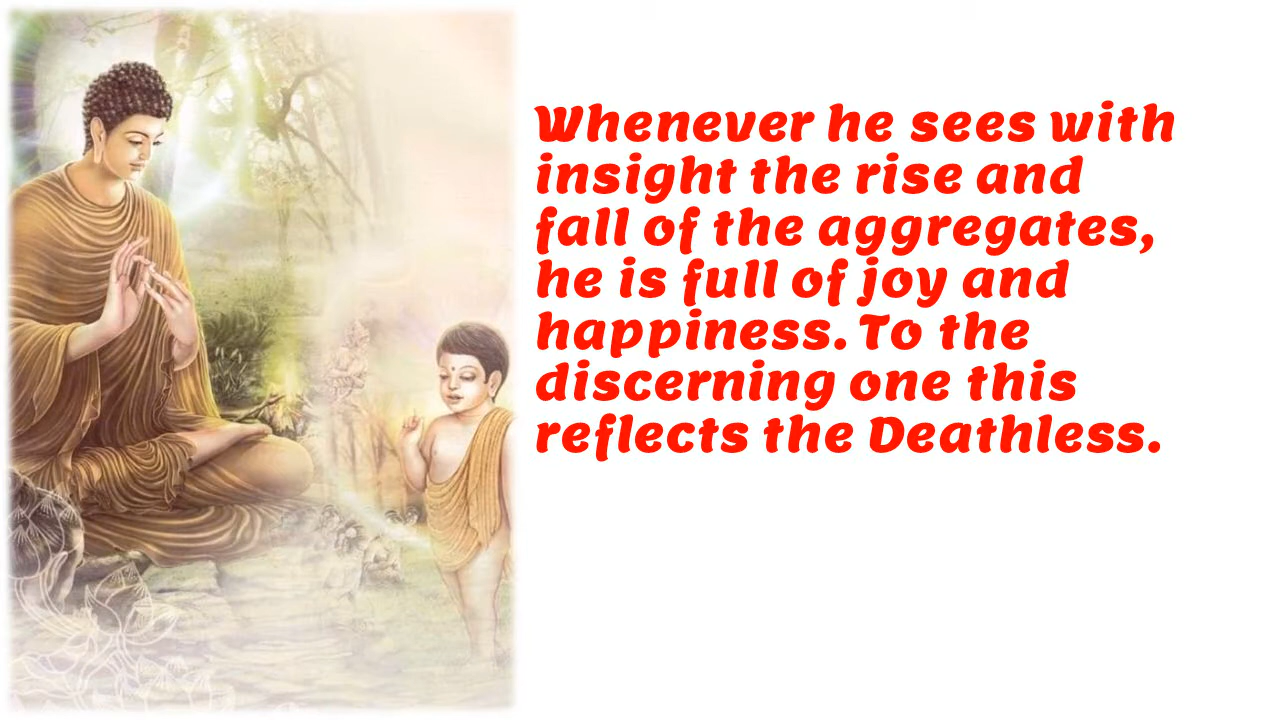 Whenever he sees with
insight the rise and
fall of the aggregates,
he is full of joy and
happiness. To the
discerning one this
reflects the Deathless.